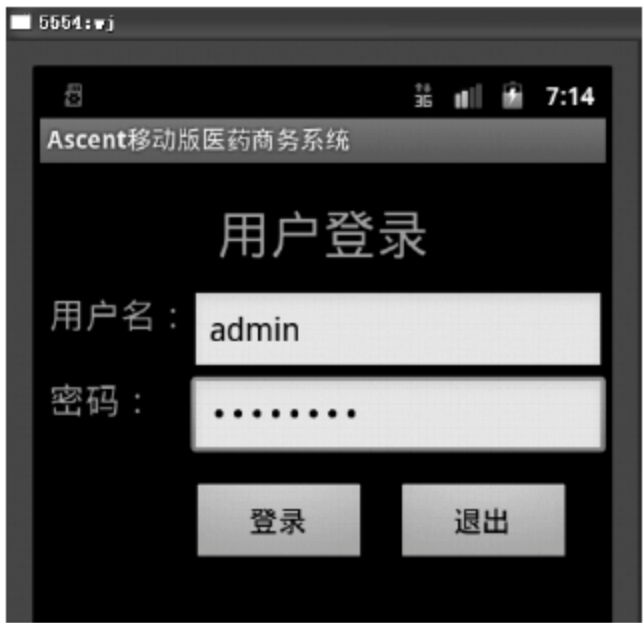 5554:wj
3G 7:14
Ascent移动版医药商务系统
用户登录
用户名： admin
密码： ••••••••
登录 退出